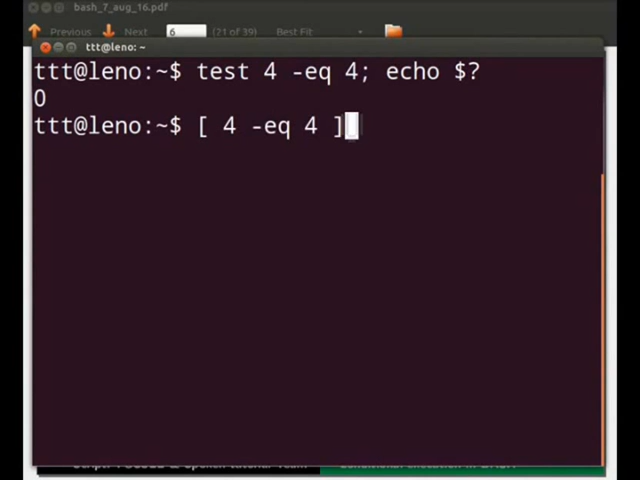 bash_7_aug_16.pdf
Previous Next 6 (21 of 39) Best Fit
ttt@leno: ~
ttt@leno:~$ test 4 -eq 4; echo $?
0
ttt@leno:~$ [ 4 -eq 4 ]